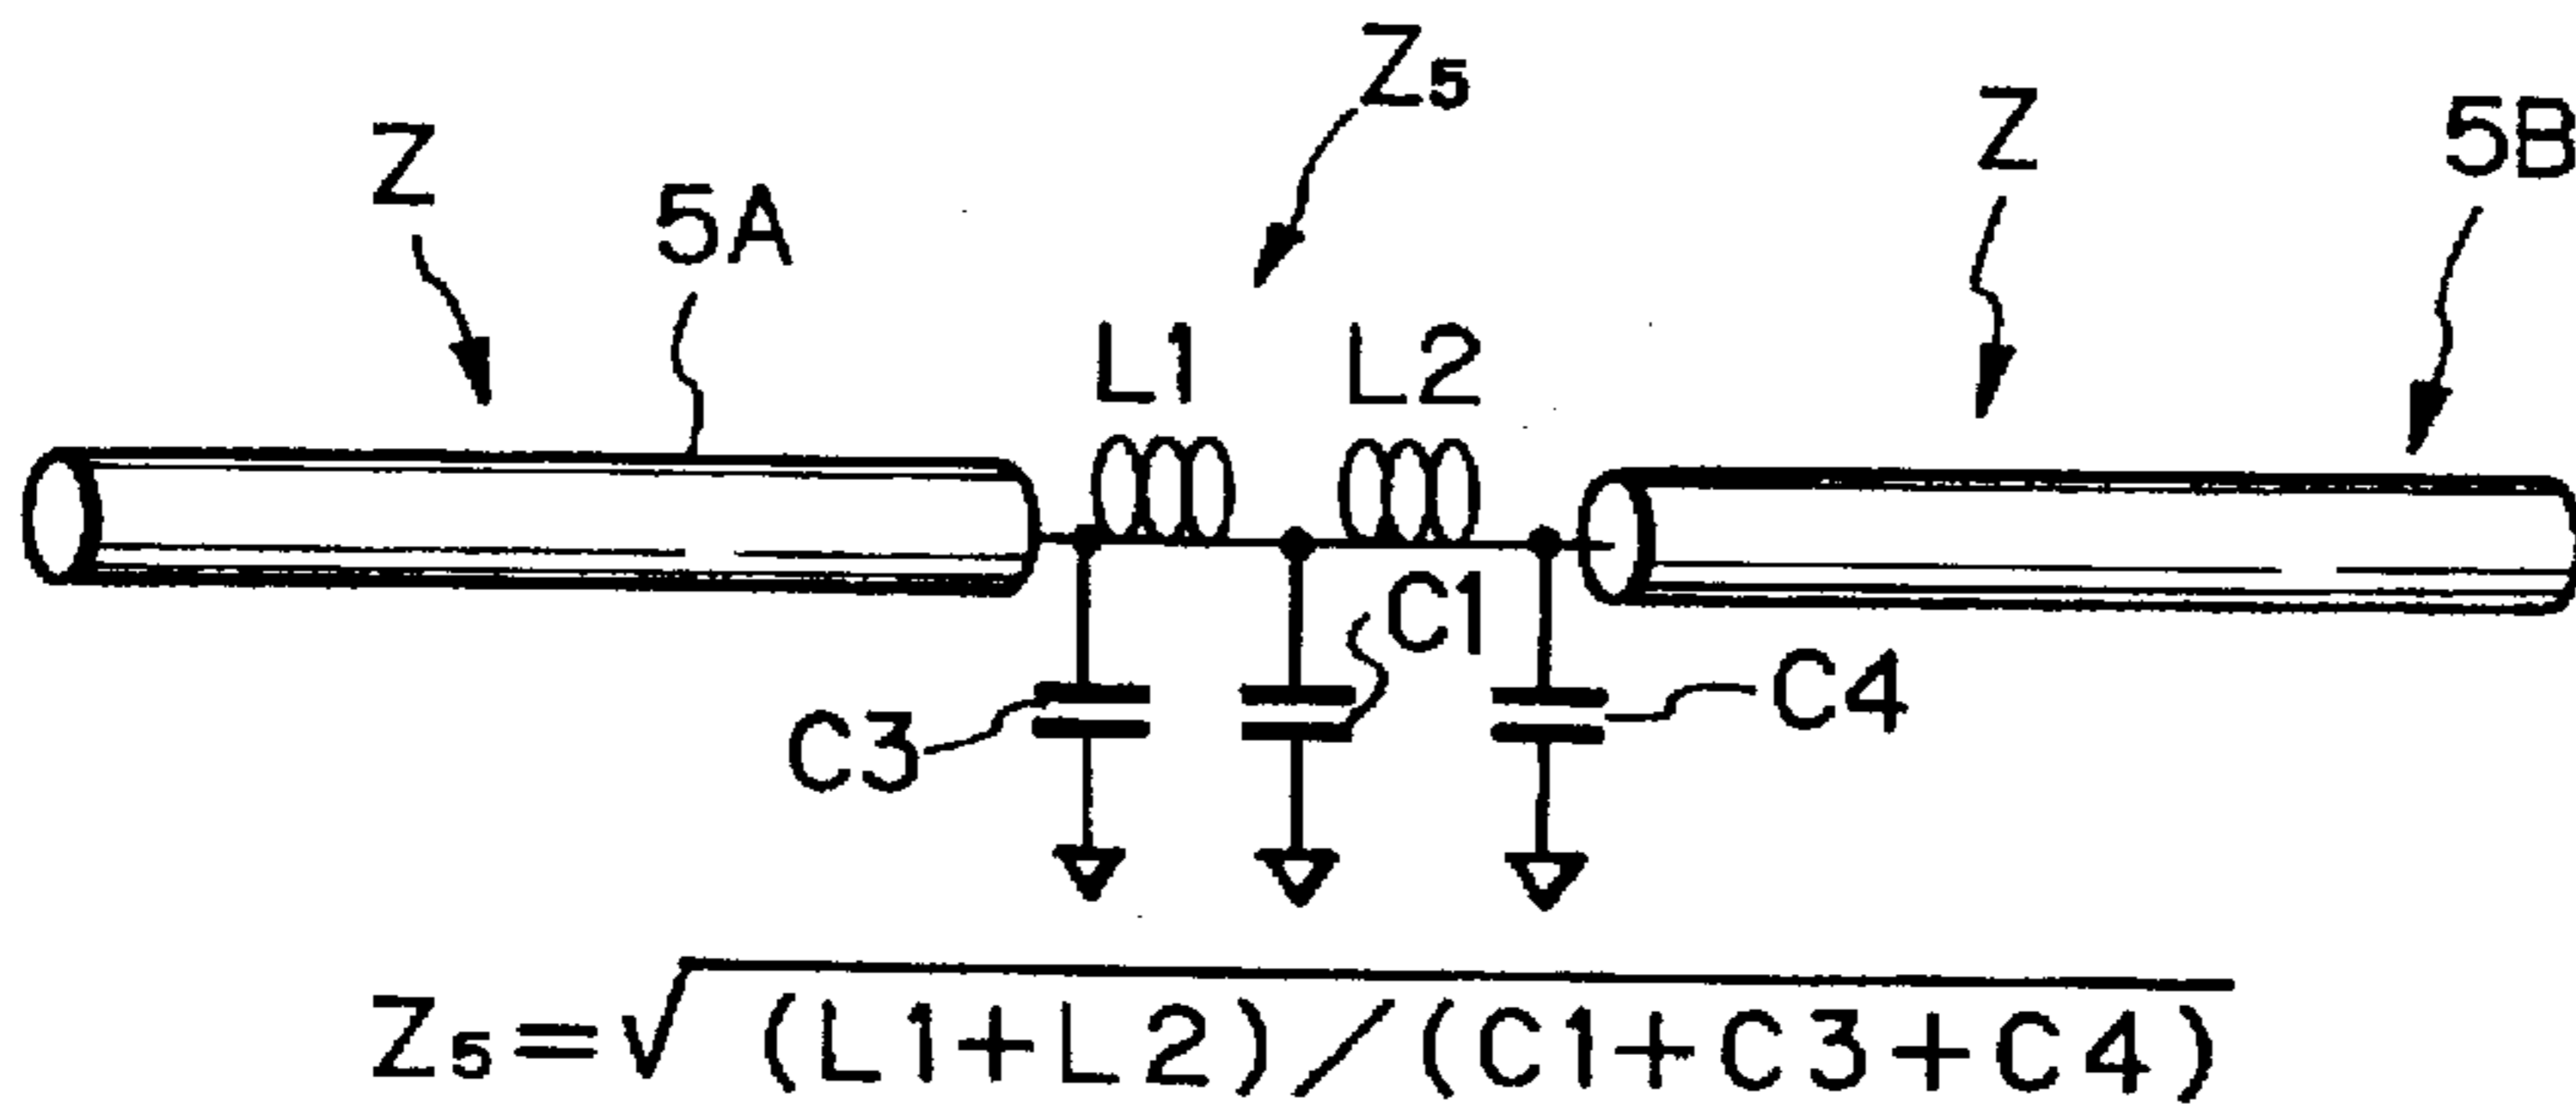 Z₅
Z
Z
5B
5A
L1
L2
C1
C3
C4
Z₅=√(L1+L2)/(C1+C3+C4)